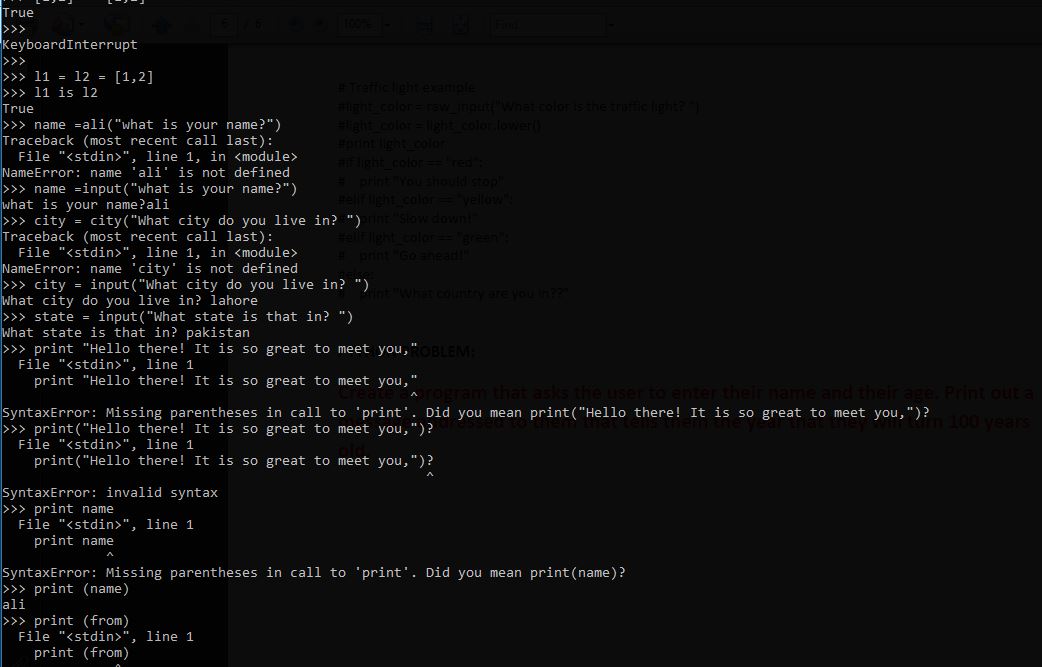 True
>>>
KeyboardInterrupt
>>>
>>> l1 = l2 = [1,2]
>>> l1 is l2
True
>>> name =ali("what is your name?")
Traceback (most recent call last):
  File "<stdin>", line 1, in <module>
NameError: name 'ali' is not defined
>>> name =input("what is your name?")
what is your name?ali
>>> city = city("What city do you live in? ")
Traceback (most recent call last):
  File "<stdin>", line 1, in <module>
NameError: name 'city' is not defined
>>> city = input("What city do you live in? ")
What city do you live in? lahore
>>> state = input("What state is that in? ")
What state is that in? pakistan
>>> print "Hello there! It is so great to meet you,"
  File "<stdin>", line 1
    print "Hello there! It is so great to meet you,"
                                                   ^
SyntaxError: Missing parentheses in call to 'print'. Did you mean print("Hello there! It is so great to meet you,")?
>>> print("Hello there! It is so great to meet you,")?
  File "<stdin>", line 1
    print("Hello there! It is so great to meet you,")?
                                                     ^
SyntaxError: invalid syntax
>>> print name
  File "<stdin>", line 1
    print name
             ^
SyntaxError: Missing parentheses in call to 'print'. Did you mean print(name)?
>>> print (name)
ali
>>> print (from)
  File "<stdin>", line 1
    print (from)
              ^
6 / 6
100%
Find
# Traffic light example
#light_color = raw_input("What color is the traffic light? ")
#light_color = light_color.lower()
#print light_color
#if light_color == "red":
#    print "You should stop"
#elif light_color == "yellow":
print "Slow down!"
#elif light_color == "green":
#    print "Go ahead!"
print "What country are you in??"
PROBLEM:
Create a program that asks the user to enter their name and their age. Print out a
addressed to them that tells them the year that they will turn 100 years
old.